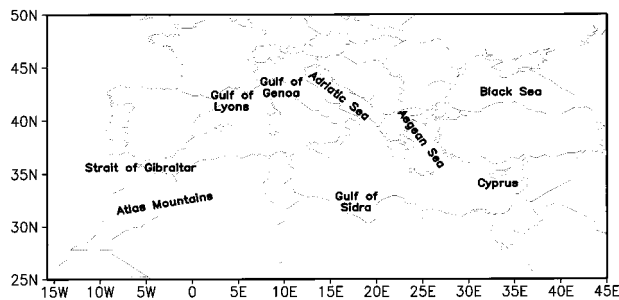 50N
45N
Gulf of
Genoa
Adriatic Sea
Black Sea
Gulf of
Lyons
40N
Aegean Sea
35N
Strait of Gibraltar
Cyprus
Atlas Mountains
Gulf of
Sidra
30N
25N
15W 10W 5W 0 5E 10E 15E 20E 25E 30E 35E 40E 45E